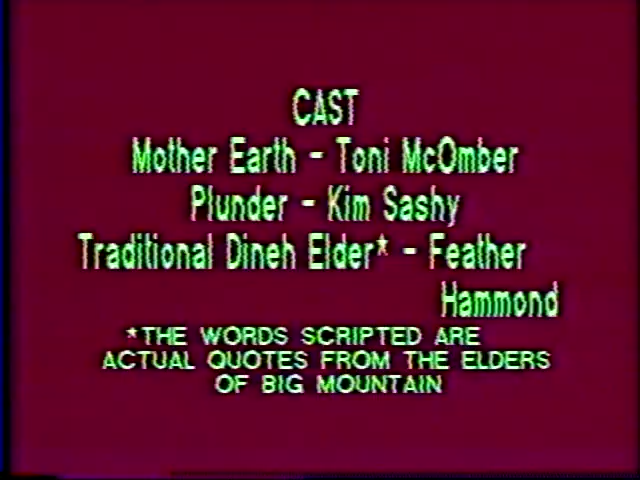 CAST
Mother Earth - Toni McOmber
Plunder - Kim Sashy
Traditional Dineh Elder* - Feather
Hammond
*THE WORDS SCRIPTED ARE
ACTUAL QUOTES FROM THE ELDERS
OF BIG MOUNTAIN